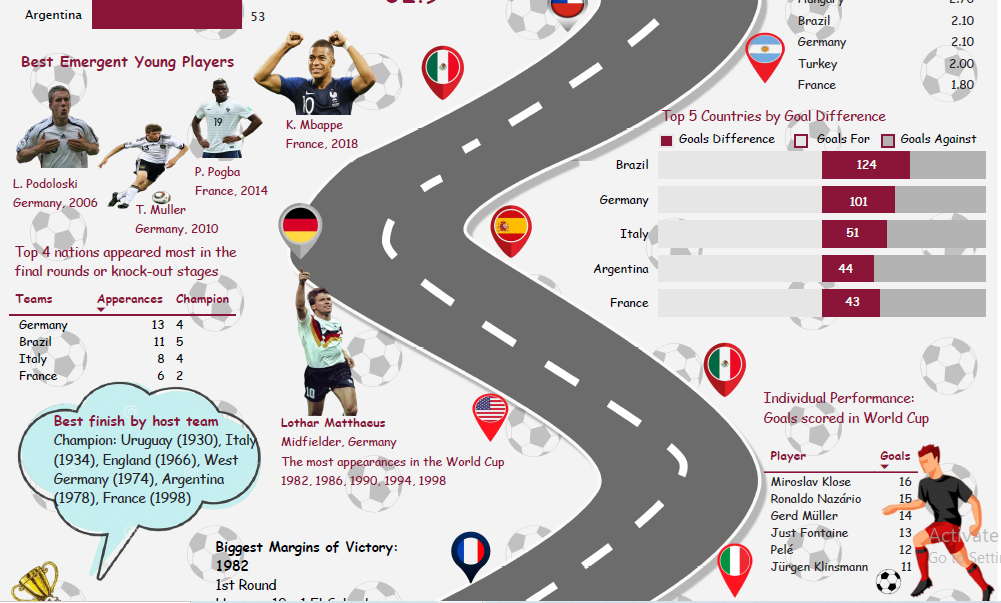 Argentina 53
Best Emergent Young Players
10
19
K. Mbappe
France, 2018
P. Pogba
France, 2014
L. Podoloski
Germany, 2006
T. Muller
Germany, 2010
Top 4 nations appeared most in the
final rounds or knock-out stages
Teams Apperances Champion
Germany 13 4
Brazil 11 5
Italy 8 4
France 6 2
Best finish by host team
Champion: Uruguay (1930), Italy
(1934), England (1966), West
Germany (1974), Argentina
(1978), France (1998)
10
Lothar Matthaeus
Midfielder, Germany
The most appearances in the World Cup
1982, 1986, 1990, 1994, 1998
Biggest Margins of Victory:
1982
1st Round
Brazil 2.10
Germany 2.10
Turkey 2.00
France 1.80
Top 5 Countries by Goal Difference
Goals Difference Goals For Goals Against
Brazil 124
Germany 101
Italy 51
Argentina 44
France 43
Individual Performance:
Goals scored in World Cup
Player Goals
Miroslav Klose 16
Ronaldo Nazário 15
Gerd Müller 14
Just Fontaine 13
Pelé 12
Jürgen Klinsmann 11
Activate
Go to Setti